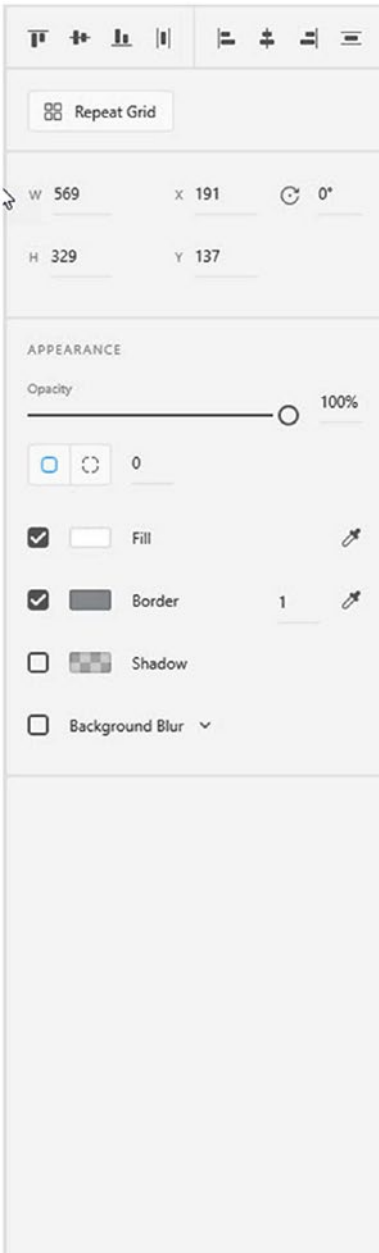 Repeat Grid
W 569 X 191 0°
H 329 Y 137
APPEARANCE
Opacity
100%
0
Fill
Border 1
Shadow
Background Blur